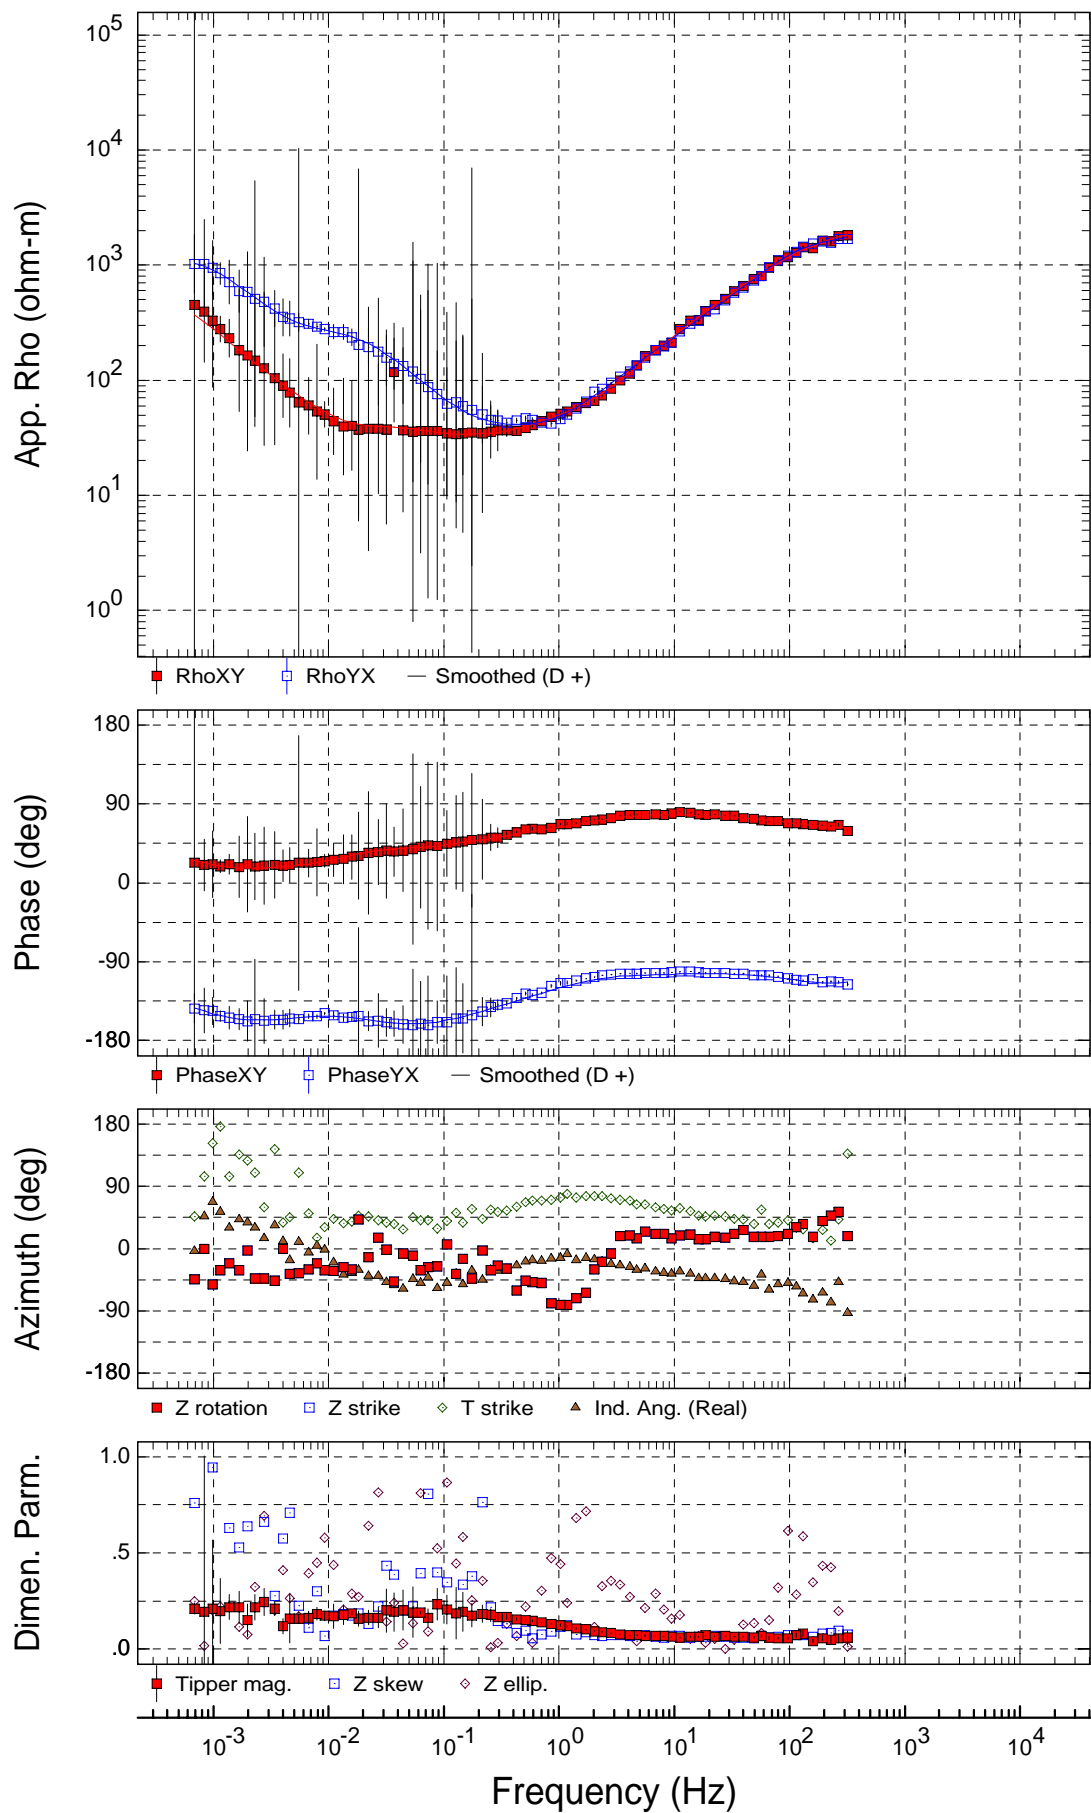 10^5
10^4
10^3
10^2
10^1
10^0
App. Rho (ohm-m)
RhoXY RhoYX — Smoothed (D +)
180
90
0
-90
-180
Phase (deg)
PhaseXY PhaseYX — Smoothed (D +)
180
90
0
-90
-180
Azimuth (deg)
Z rotation Z strike T strike Ind. Ang. (Real)
1.0
.5
.0
Dimen. Parm.
Tipper mag. Z skew Z ellip.
10^-3 10^-2 10^-1 10^0 10^1 10^2 10^3 10^4
Frequency (Hz)